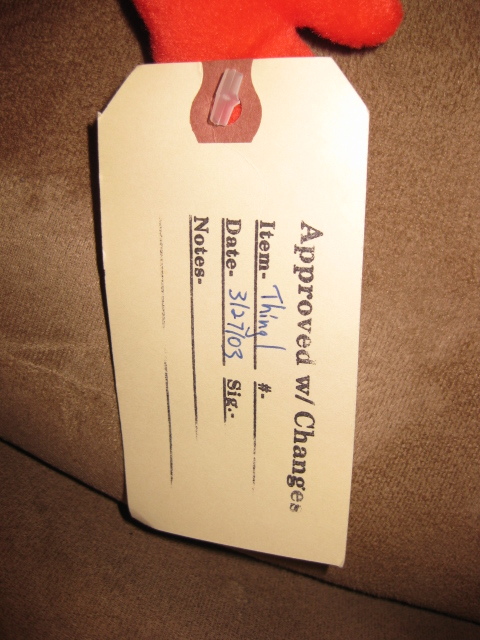 Approved w/ Changes
Item- Thing 1 #-
Date- 3/27/03 Sig.-
Notes-